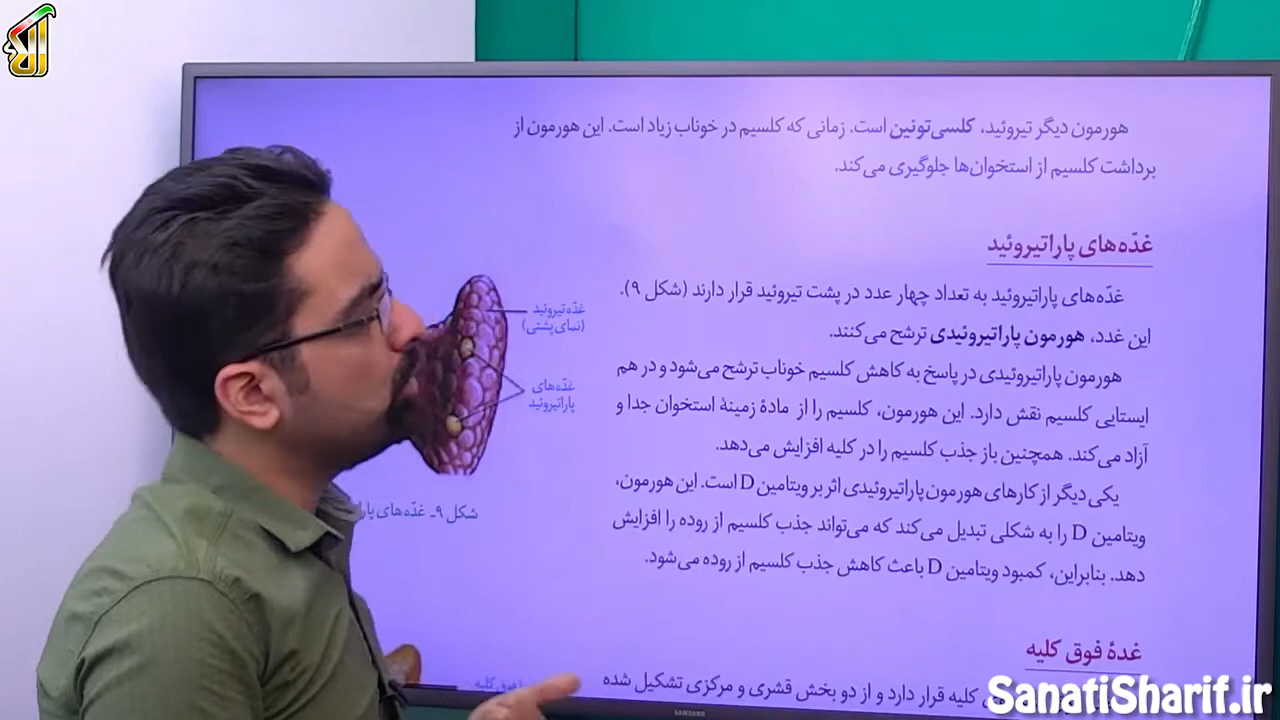 هورمون دیگر تیروئید، کلسی‌تونین است. زمانی که کلسیم در خوناب زیاد است. این هورمون از
برداشت کلسیم از استخوان‌ها جلوگیری می‌کند.
غدّه‌های پاراتیروئید
غدّه‌های پاراتیروئید به تعداد چهار عدد در پشت تیروئید قرار دارند (شکل ۹).
این غدد، هورمون پاراتیروئیدی ترشح می‌کنند.
هورمون پاراتیروئیدی در پاسخ به کاهش کلسیم خوناب ترشح می‌شود و در هم
ایستایی کلسیم نقش دارد. این هورمون، کلسیم را از مادهٔ زمینهٔ استخوان جدا و
آزاد می‌کند. همچنین باز جذب کلسیم را در کلیه افزایش می‌دهد.
یکی دیگر از کارهای هورمون پاراتیروئیدی اثر بر ویتامین D است. این هورمون،
ویتامین D را به شکلی تبدیل می‌کند که می‌تواند جذب کلسیم از روده را افزایش
دهد. بنابراین، کمبود ویتامین D باعث کاهش جذب کلسیم از روده می‌شود.
غدّه تیروئید
(نمای پشتی)
غدّه‌های
پاراتیروئید
شکل ۹ـ غدّه‌های پارا
غدهٔ فوق کلیه
کلیه قرار دارد و از دو بخش قشری و مرکزی تشکیل شده
فوق کلیه
SAMSUNG
SanatiSharif.ir